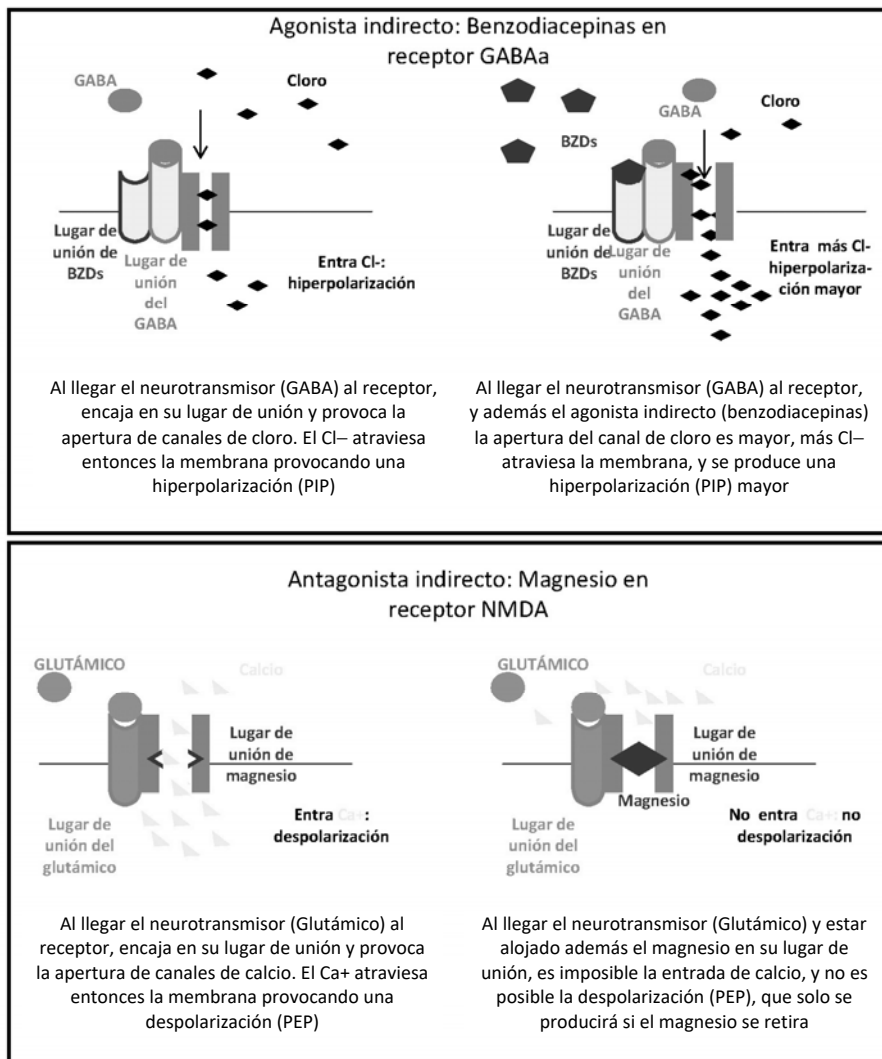 Agonista indirecto: Benzodiacepinas en
receptor GABAa
GABA
Cloro
Lugar de
unión de
BZDs
Lugar de
unión
del
GABA
Entra Cl-:
hiperpolarización
BZDs
GABA
Cloro
Lugar de
unión de
BZDs
Lugar de
unión
del
GABA
Entra más Cl-
hiperpolariza-
ción mayor
Al llegar el neurotransmisor (GABA) al receptor,
encaja en su lugar de unión y provoca la
apertura de canales de cloro. El Cl− atraviesa
entonces la membrana provocando una
hiperpolarización (PIP)
Al llegar el neurotransmisor (GABA) al receptor,
y además el agonista indirecto (benzodiacepinas)
la apertura del canal de cloro es mayor, más Cl−
atraviesa la membrana, y se produce una
hiperpolarización (PIP) mayor
Antagonista indirecto: Magnesio en
receptor NMDA
GLUTÁMICO
Calcio
Lugar de
unión de
magnesio
Entra Ca+:
despolarización
Lugar de
unión del
glutámico
GLUTÁMICO
Calcio
Lugar de
unión de
magnesio
Magnesio
No entra Ca+: no
despolarización
Lugar de
unión del
glutámico
Al llegar el neurotransmisor (Glutámico) al
receptor, encaja en su lugar de unión y provoca
la apertura de canales de calcio. El Ca+ atraviesa
entonces la membrana provocando una
despolarización (PEP)
Al llegar el neurotransmisor (Glutámico) y estar
alojado además el magnesio en su lugar de
unión, es imposible la entrada de calcio, y no es
posible la despolarización (PEP), que solo se
producirá si el magnesio se retira